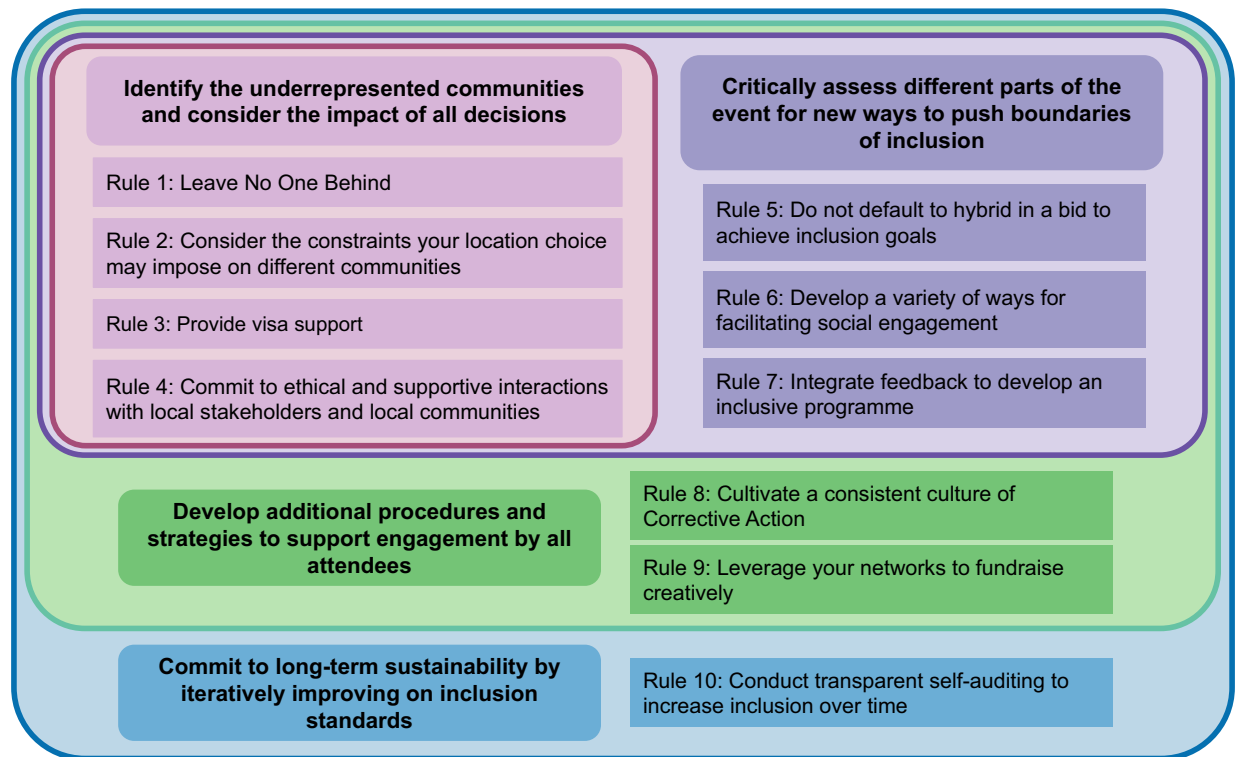 Identify the underrepresented communities
and consider the impact of all decisions
Rule 1: Leave No One Behind
Rule 2: Consider the constraints your location choice
may impose on different communities
Rule 3: Provide visa support
Rule 4: Commit to ethical and supportive interactions
with local stakeholders and local communities
Critically assess different parts of the
event for new ways to push boundaries
of inclusion
Rule 5: Do not default to hybrid in a bid to
achieve inclusion goals
Rule 6: Develop a variety of ways for
facilitating social engagement
Rule 7: Integrate feedback to develop an
inclusive programme
Develop additional procedures and
strategies to support engagement by all
attendees
Rule 8: Cultivate a consistent culture of
Corrective Action
Rule 9: Leverage your networks to fundraise
creatively
Commit to long-term sustainability by
iteratively improving on inclusion
standards
Rule 10: Conduct transparent self-auditing to
increase inclusion over time